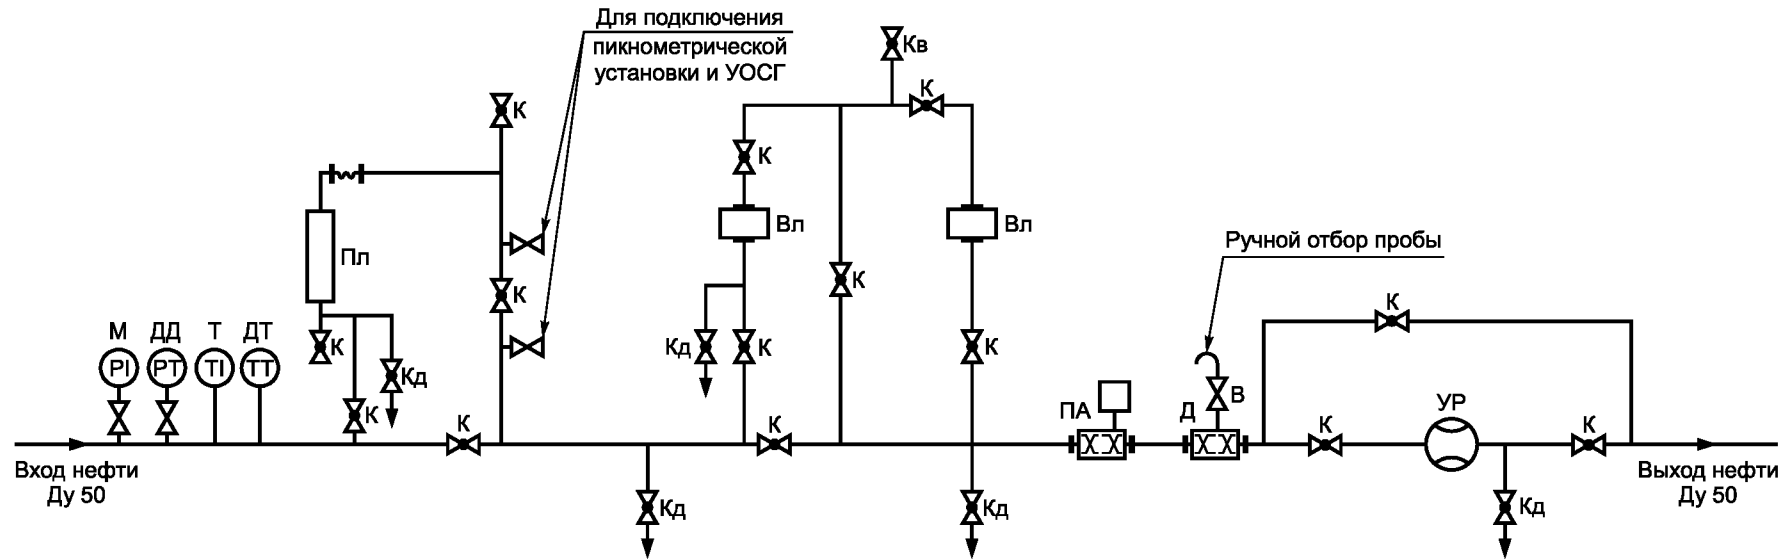 Для подключения
пикнометрической
установки и УОСГ
Кв
К
К
К
К
Вл
Вл
Пл
Ручной отбор пробы
К
К
К
М
ДД
Т
ДТ
PI
PT
TI
TT
К
Кд
Кд
К
К
В
К
К
ПА
Д
К
УР
К
К
Вход нефти
Ду 50
Выход нефти
Ду 50
Кд
Кд
Кд